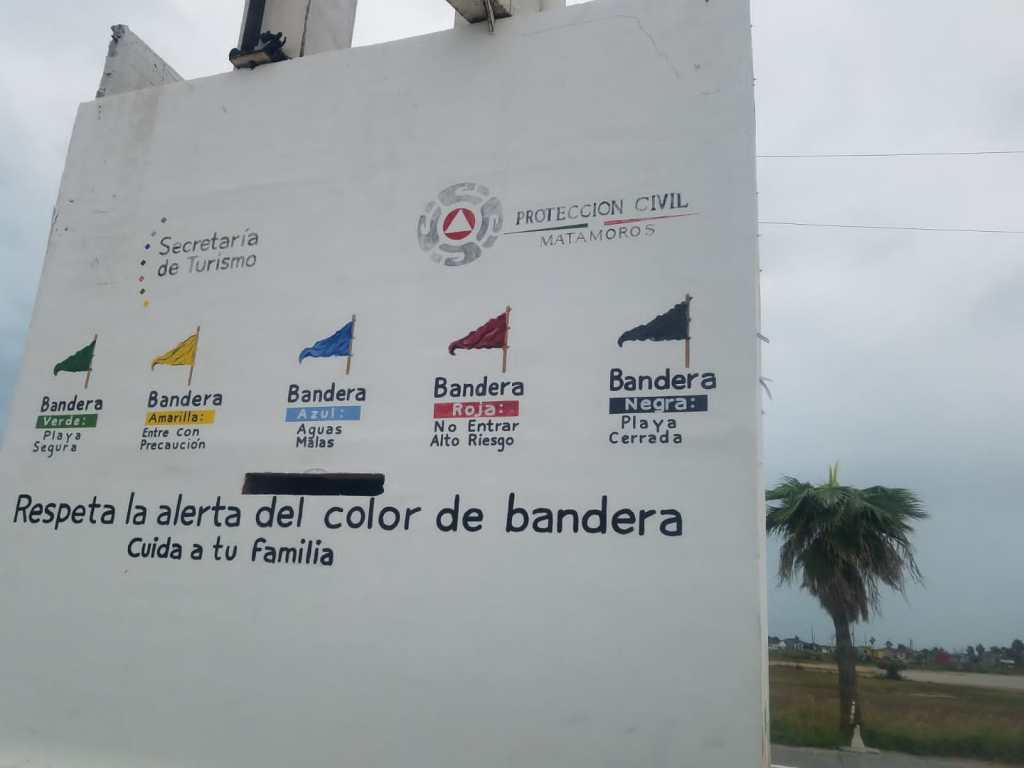 Secretaría
de Turismo
PROTECCION CIVIL
MATAMOROS
Bandera
Verde:
Playa
Segura
Bandera
Amarilla:
Entre con
Precaución
Bandera
Azul:
Aguas
Malas
Bandera
Roja:
No Entrar
Alto Riesgo
Bandera
Negra:
Playa
Cerrada
Respeta la alerta del color de bandera
Cuida a tu Familia